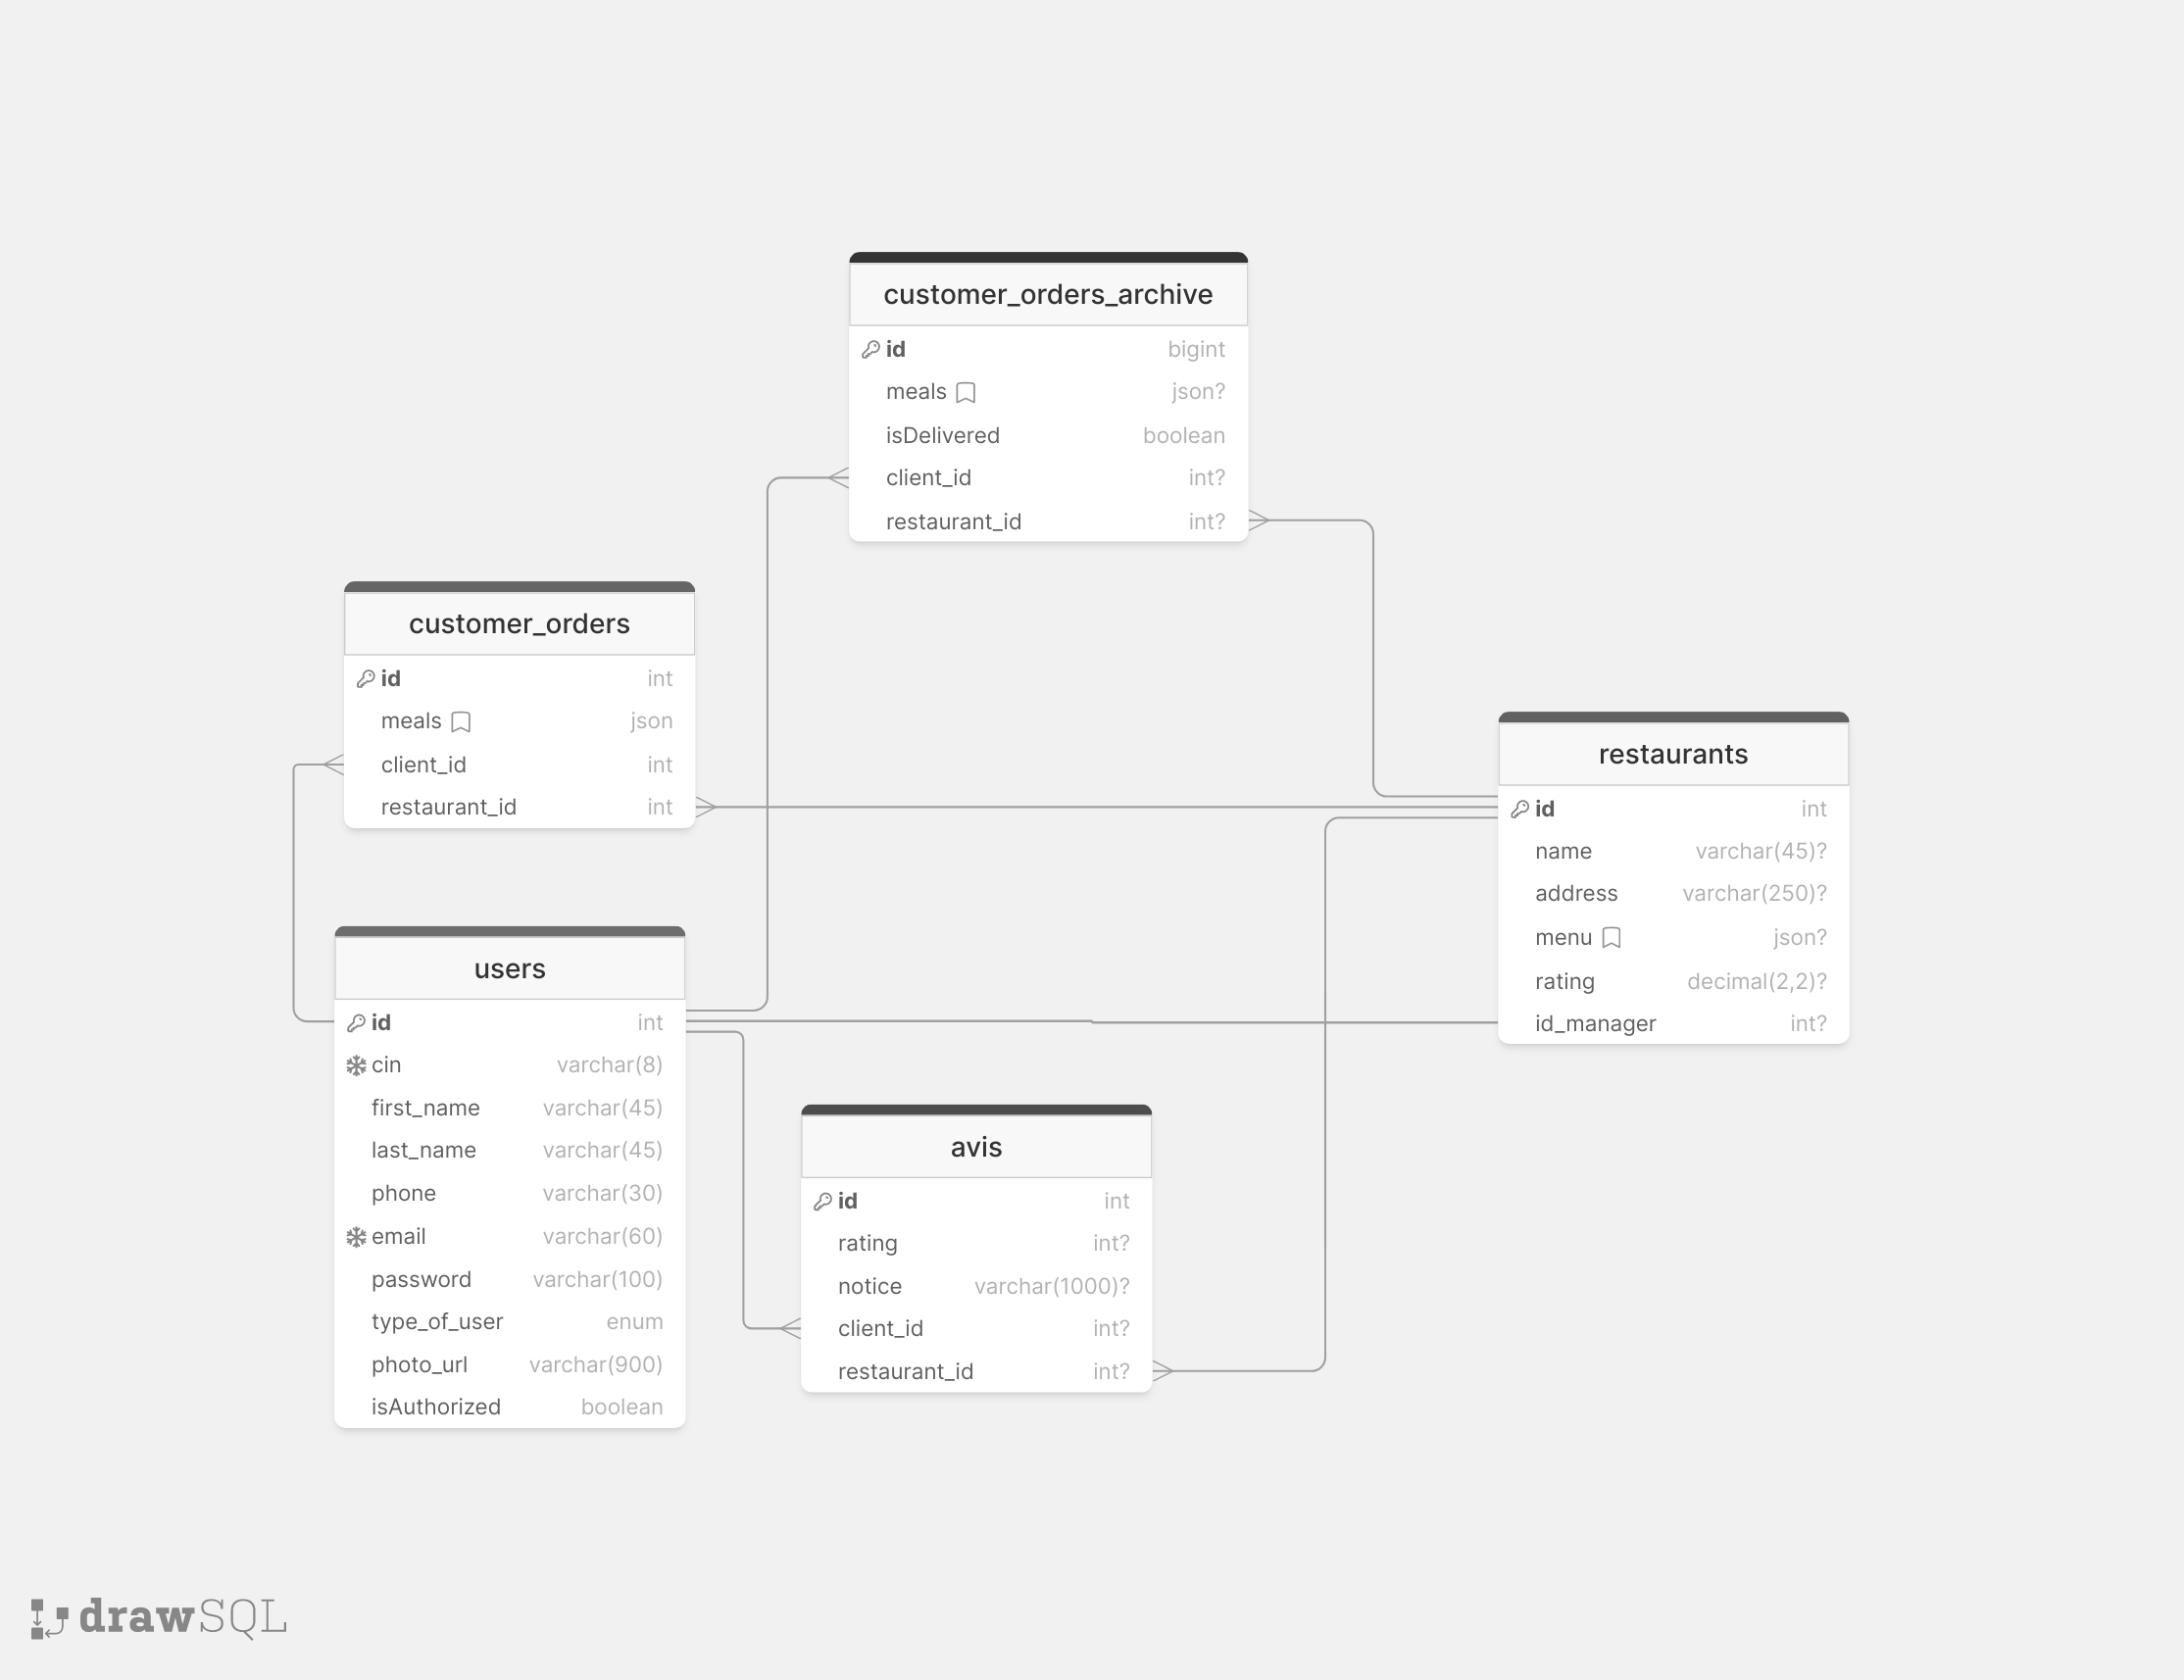 customer_orders_archive
id bigint
meals json?
isDelivered boolean
client_id int?
restaurant_id int?
customer_orders
id int
meals json
client_id int
restaurant_id int
restaurants
id int
name varchar(45)?
address varchar(250)?
menu json?
rating decimal(2,2)?
id_manager int?
users
id int
cin varchar(8)
first_name varchar(45)
last_name varchar(45)
phone varchar(30)
email varchar(60)
password varchar(100)
type_of_user enum
photo_url varchar(900)
isAuthorized boolean
avis
id int
rating int?
notice varchar(1000)?
client_id int?
restaurant_id int?
drawSQL